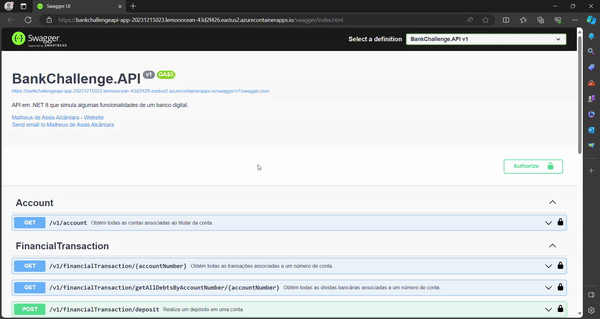 Swagger UI
https://bankchallengeapi-app-20231215023.lemonocean-43d2f426.eastus2.azurecontainerapps.io/swagger/index.html
Swagger
Supported by SMARTBEAR
Select a definition
BankChallenge.API v1
BankChallenge.API v1 OAS3
https://bankchallengeapi-app-20231215023.lemonocean-43d2f426.eastus2.azurecontainerapps.io/swagger/v1/swagger.json
API em .NET 8 que simula algumas funcionalidades de um banco digital.
Matheus de Assis Alcântara - Website
Send email to Matheus de Assis Alcântara
Authorize
Account
GET /v1/account Obtém todas as contas associadas ao titular da conta.
FinancialTransaction
GET /v1/financialTransaction/{accountNumber} Obtém todas as transações associadas a um número de conta
GET /v1/financialTransaction/getAllDebtsByAccountNumber/{accountNumber} Obtém todas as dívidas bancárias associadas a um número de conta
POST /v1/financialTransaction/deposit Realiza um depósito em uma conta